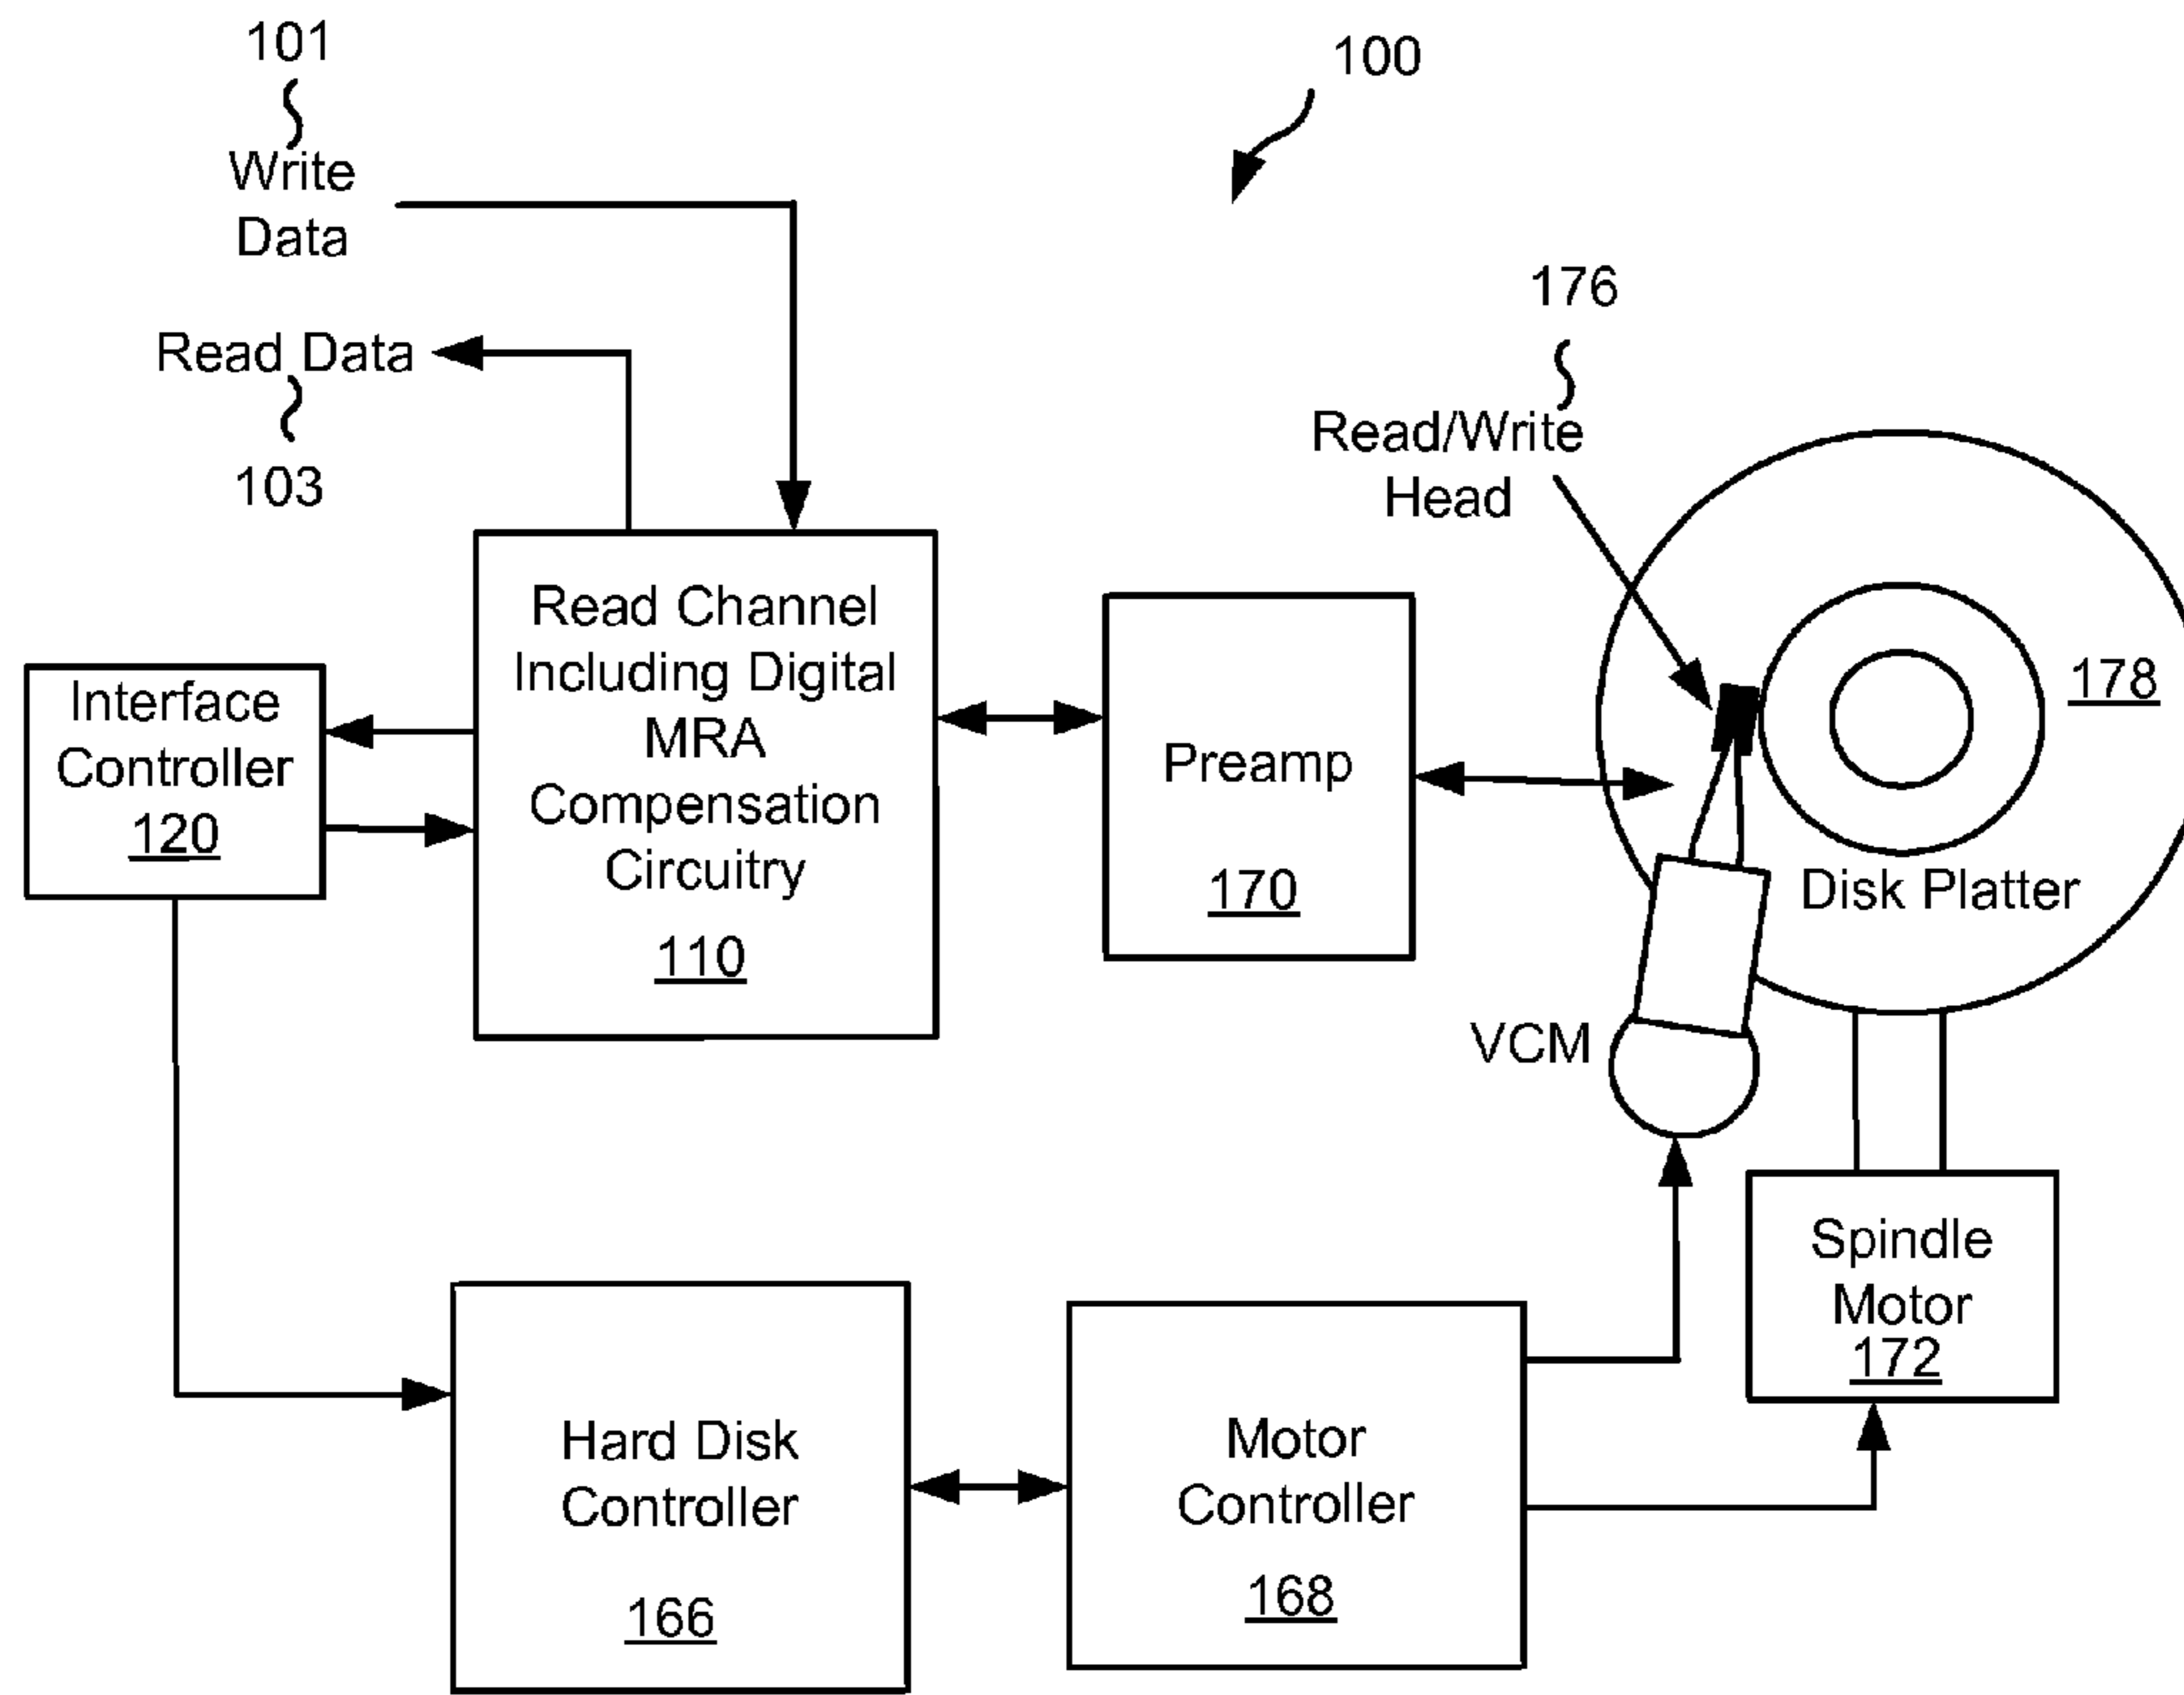 101
Write
Data
100
Read Data
103
176
Read/Write
Head
Read Channel
Including Digital
MRA
Compensation
Circuitry
110
Interface
Controller
120
Preamp
170
178
Disk Platter
VCM
Spindle
Motor
172
Hard Disk
Controller
166
Motor
Controller
168